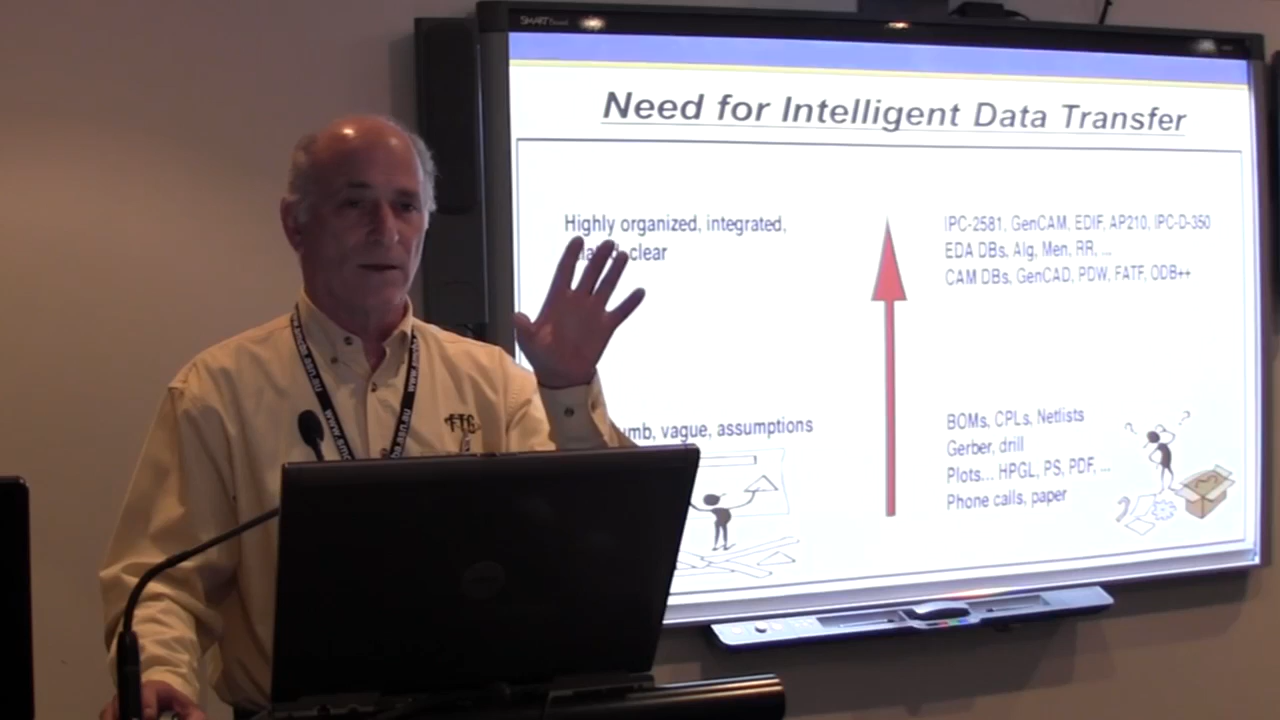 SMART Board
Need for Intelligent Data Transfer
Highly organized, integrated,
clear
IPC-2581, GenCAM, EDIF, AP210, IPC-D-350
EDA DBs, Alg, Men, RR, ...
CAM DBs, GenCAD, PDW, FATF, ODB++
umb, vague, assumptions
BOMs, CPLs, Netlists
Gerber, drill
Plots... HPGL, PS, PDF, ...
Phone calls, paper